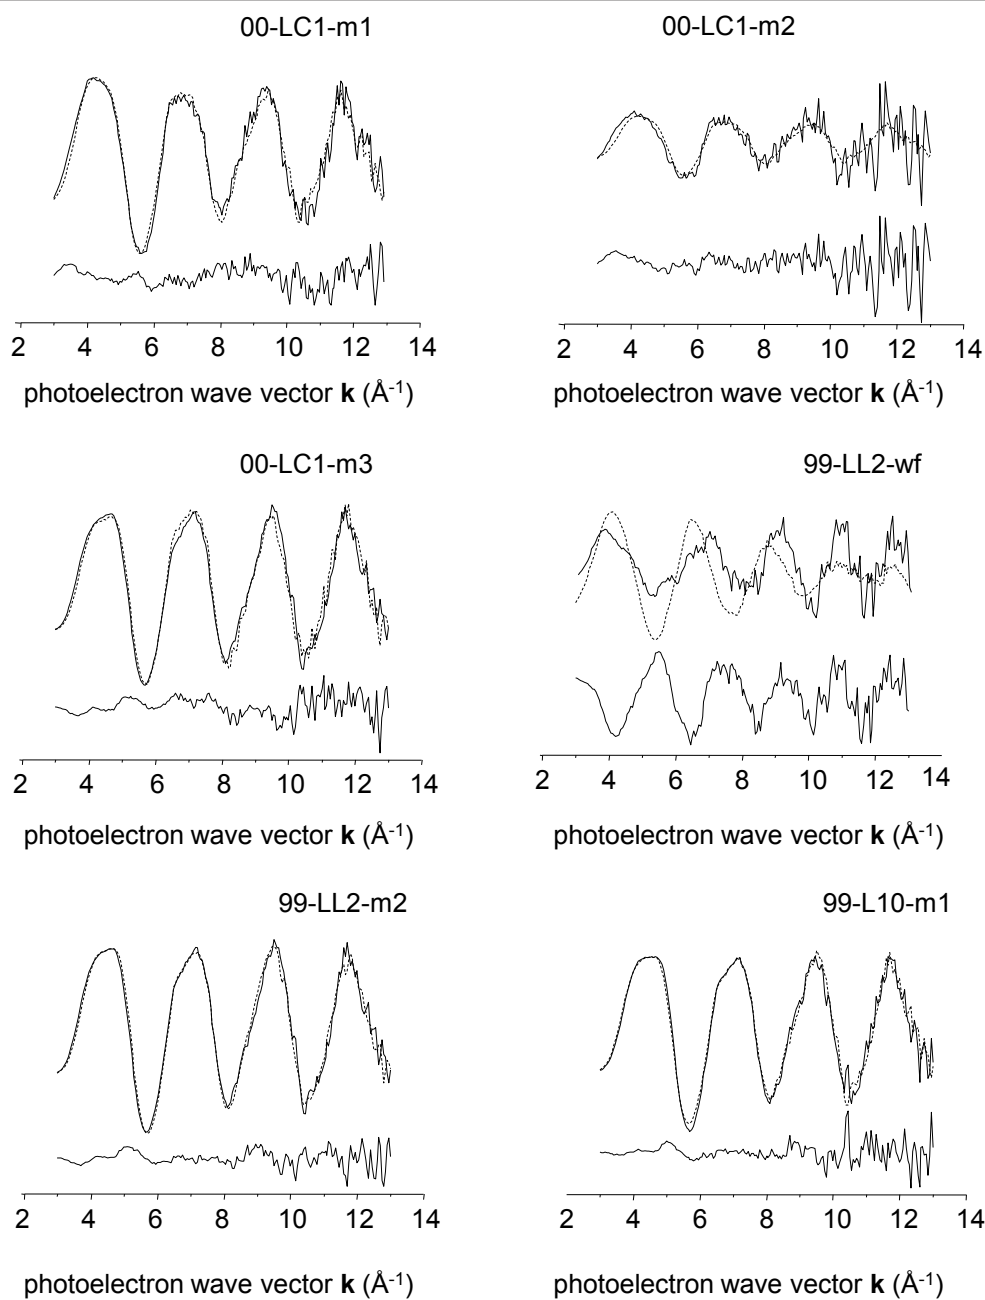 00-LC1-m1
00-LC1-m2
2 4 6 8 10 12 14
2 4 6 8 10 12 14
photoelectron wave vector k (Å-1)
photoelectron wave vector k (Å-1)
00-LC1-m3
99-LL2-wf
2 4 6 8 10 12 14
2 4 6 8 10 12 14
photoelectron wave vector k (Å-1)
photoelectron wave vector k (Å-1)
99-LL2-m2
99-L10-m1
2 4 6 8 10 12 14
2 4 6 8 10 12 14
photoelectron wave vector k (Å-1)
photoelectron wave vector k (Å-1)